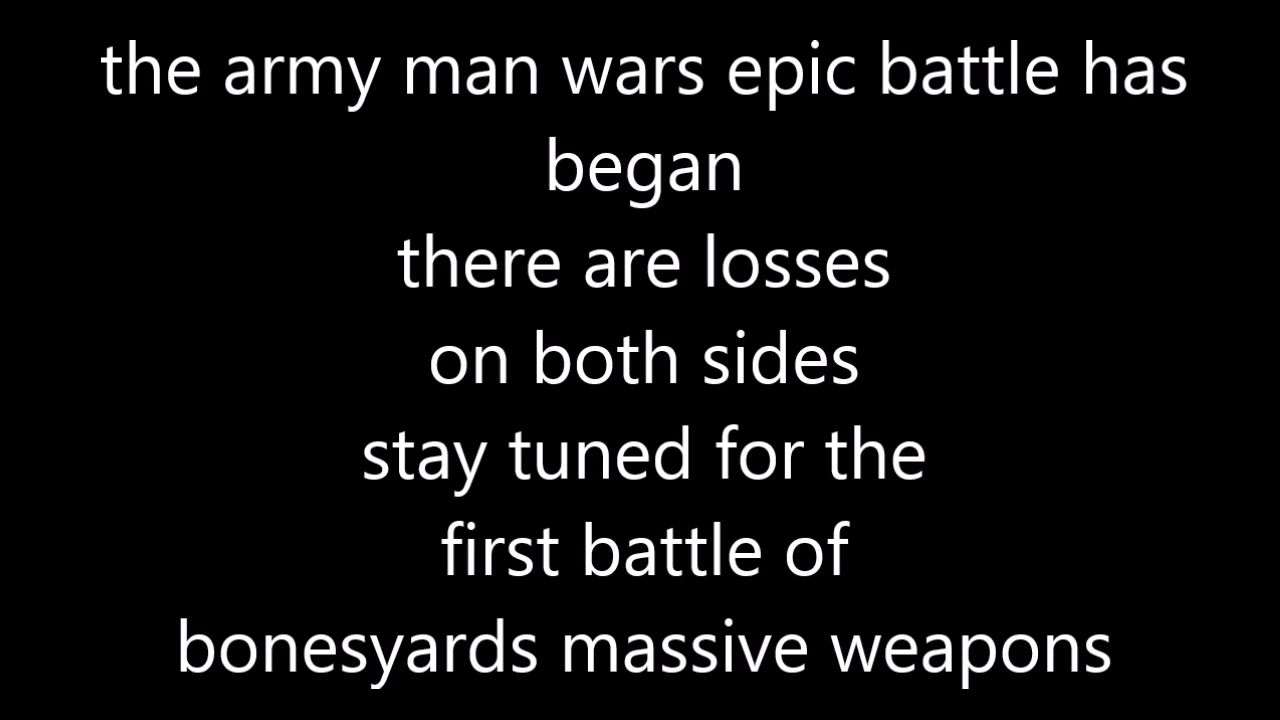 the army man wars epic battle has
began
there are losses
on both sides
stay tuned for the
first battle of
bonesyards massive weapons